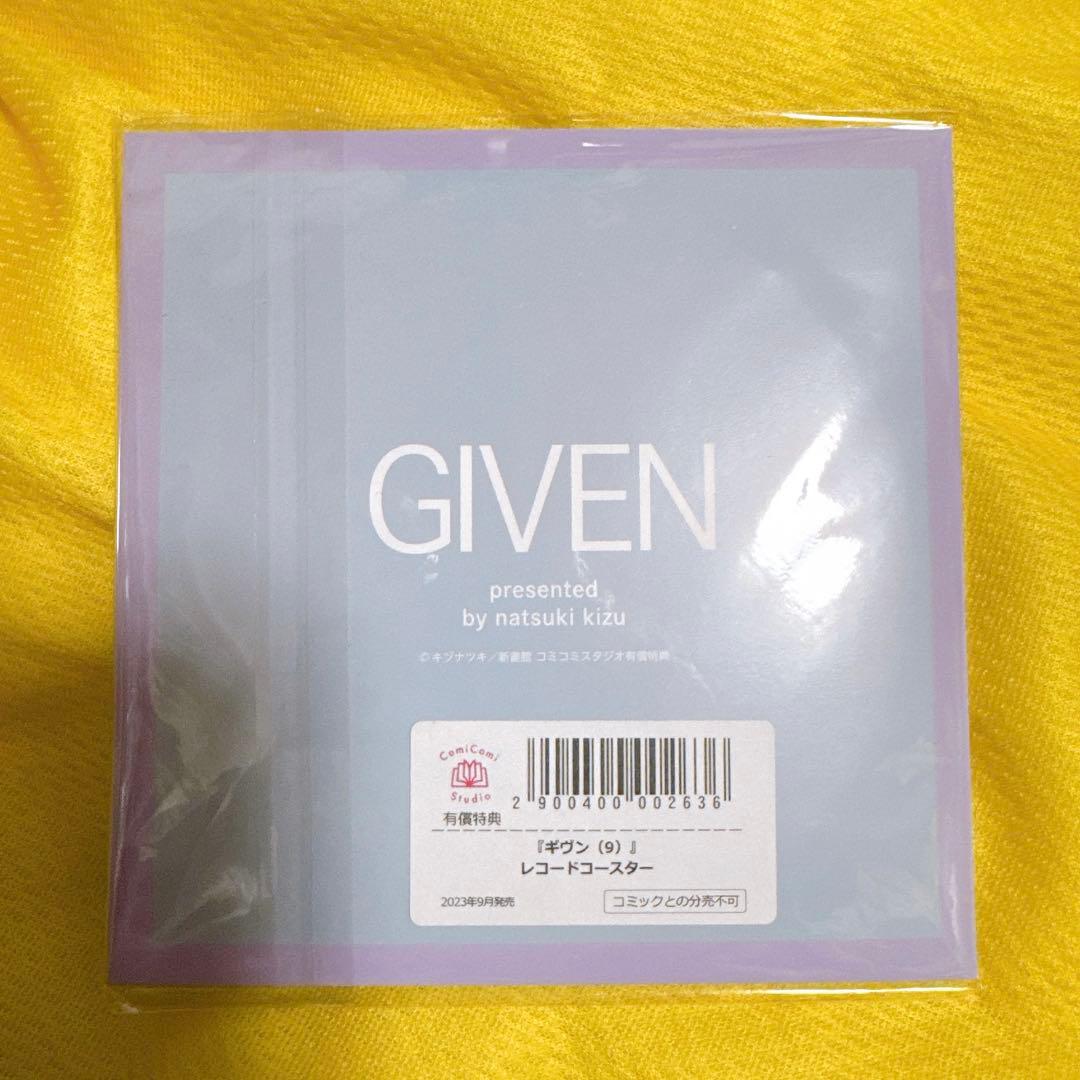 GIVEN
presented
by natsuki kizu
©キヅナツキ／新書館 コミコミスタジオ有償特典
ComiComi
Studio
有償特典
2 900400 002636
『ギヴン（9）』
レコードコースター
2023年9月発売
コミックとの分売不可